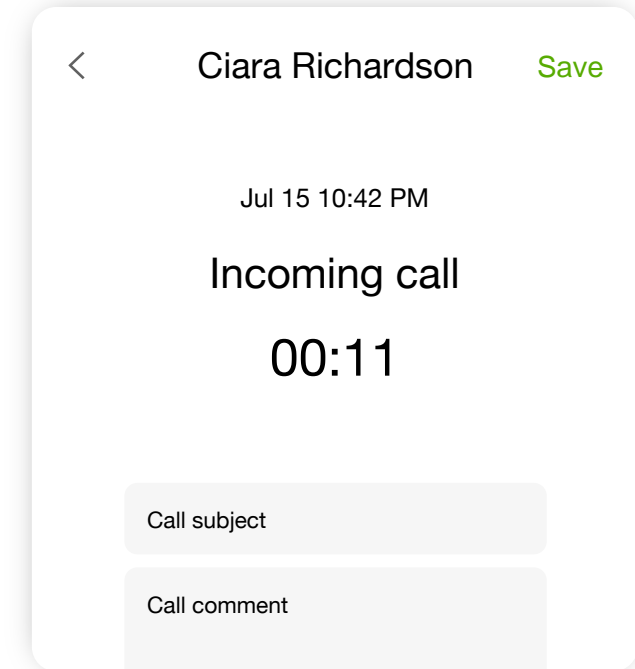 Ciara Richardson Save
Jul 15 10:42 PM
Incoming call
00:11
Call subject
Call comment